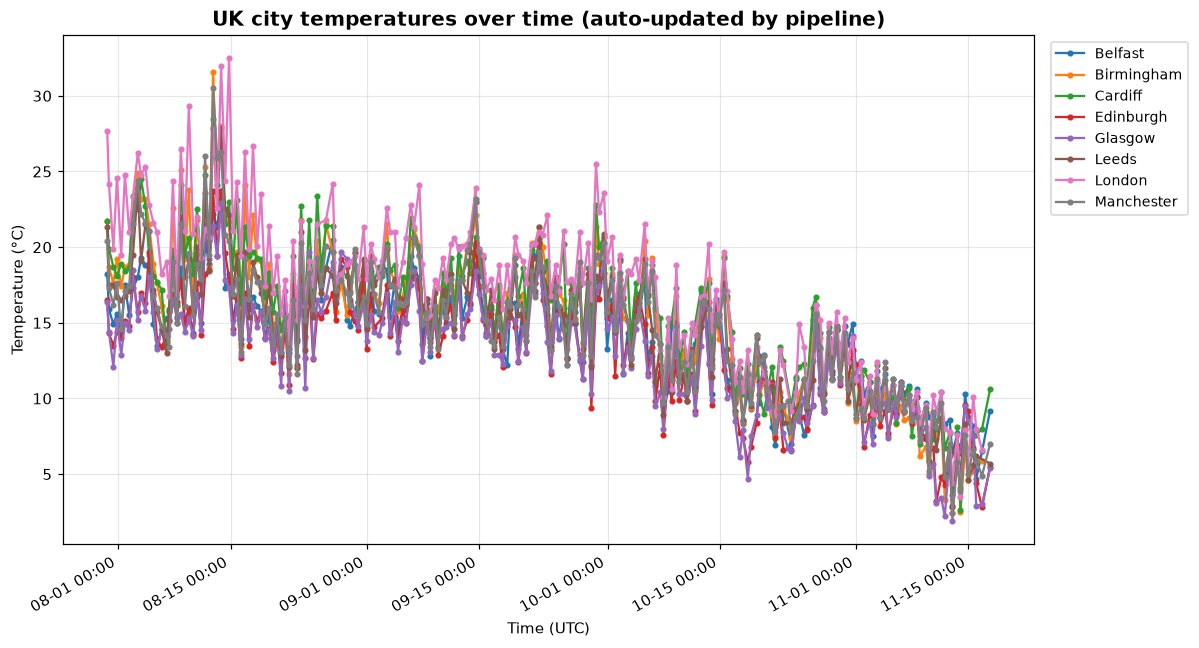 UK city temperatures over time (auto-updated by pipeline)
Temperature (°C)
30
25
20
15
10
5
08-01 00:00
08-15 00:00
09-01 00:00
09-15 00:00
10-01 00:00
10-15 00:00
11-01 00:00
11-15 00:00
Time (UTC)
Belfast
Birmingham
Cardiff
Edinburgh
Glasgow
Leeds
London
Manchester